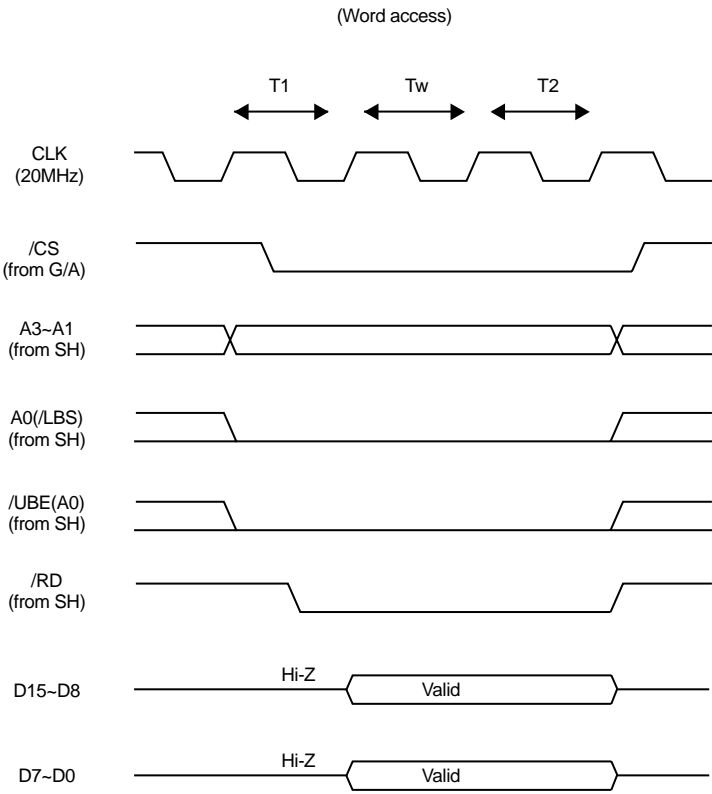 (Word access)
T1 Tw T2
CLK
(20MHz)
/CS
(from G/A)
A3~A1
(from SH)
A0(/LBS)
(from SH)
/UBE(A0)
(from SH)
/RD
(from SH)
Hi-Z
D15~D8 Valid
Hi-Z
D7~D0 Valid